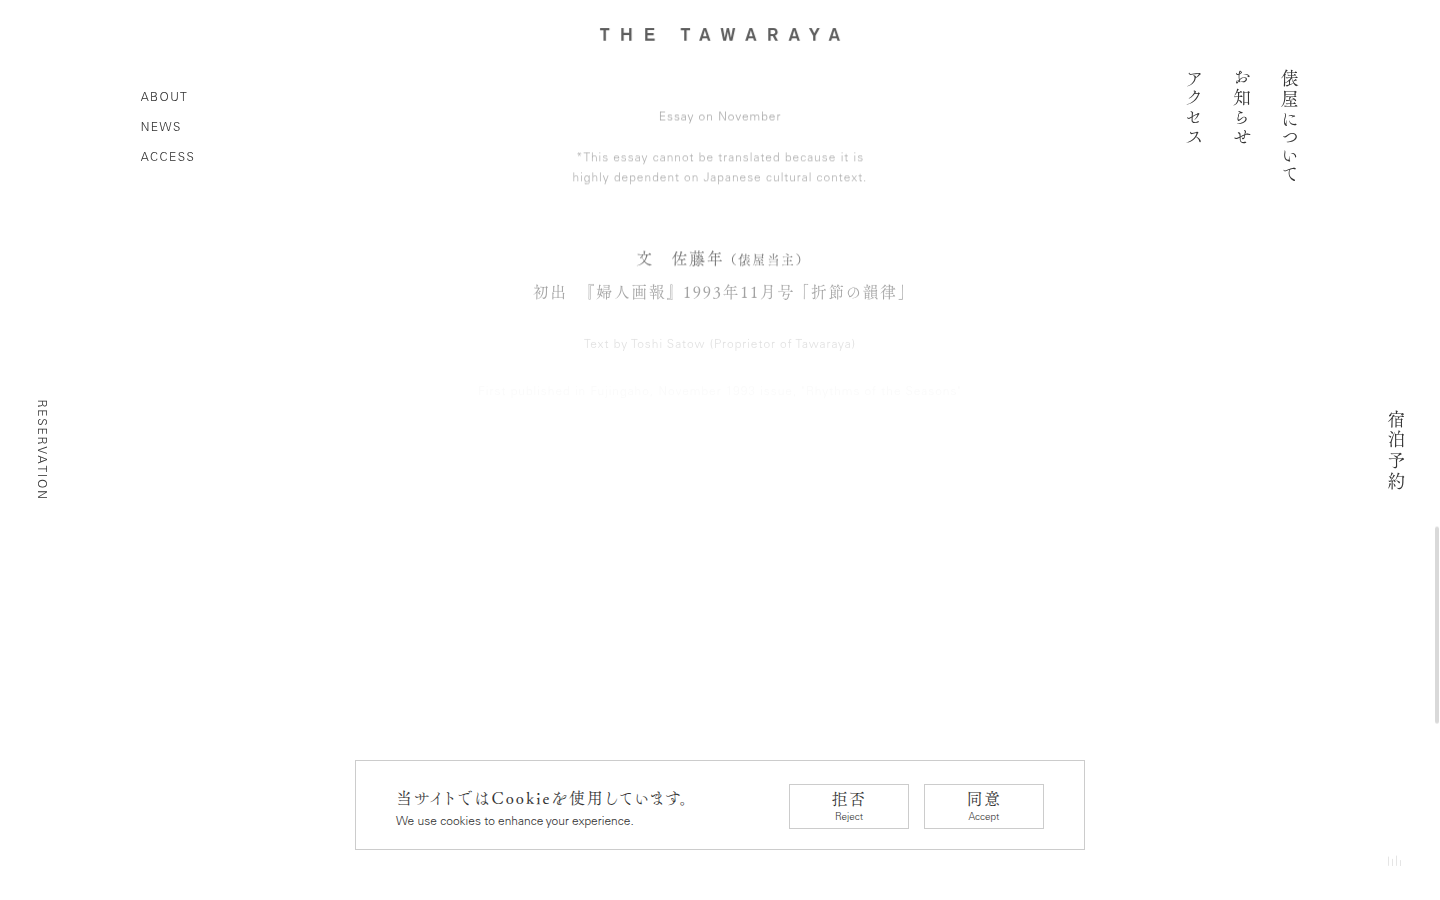 THE TAWARAYA
ABOUT
NEWS
ACCESS
俵屋について
お知らせ
アクセス
Essay on November
*This essay cannot be translated because it is
highly dependent on Japanese cultural context.
文　佐藤年（俵屋当主）
初出　『婦人画報』1993年11月号「折節の韻律」
Text by Toshi Satow (Proprietor of Tawaraya)
RESERVATION
宿泊予約
当サイトではCookieを使用しています。
We use cookies to enhance your experience.
拒否
Reject
同意
Accept